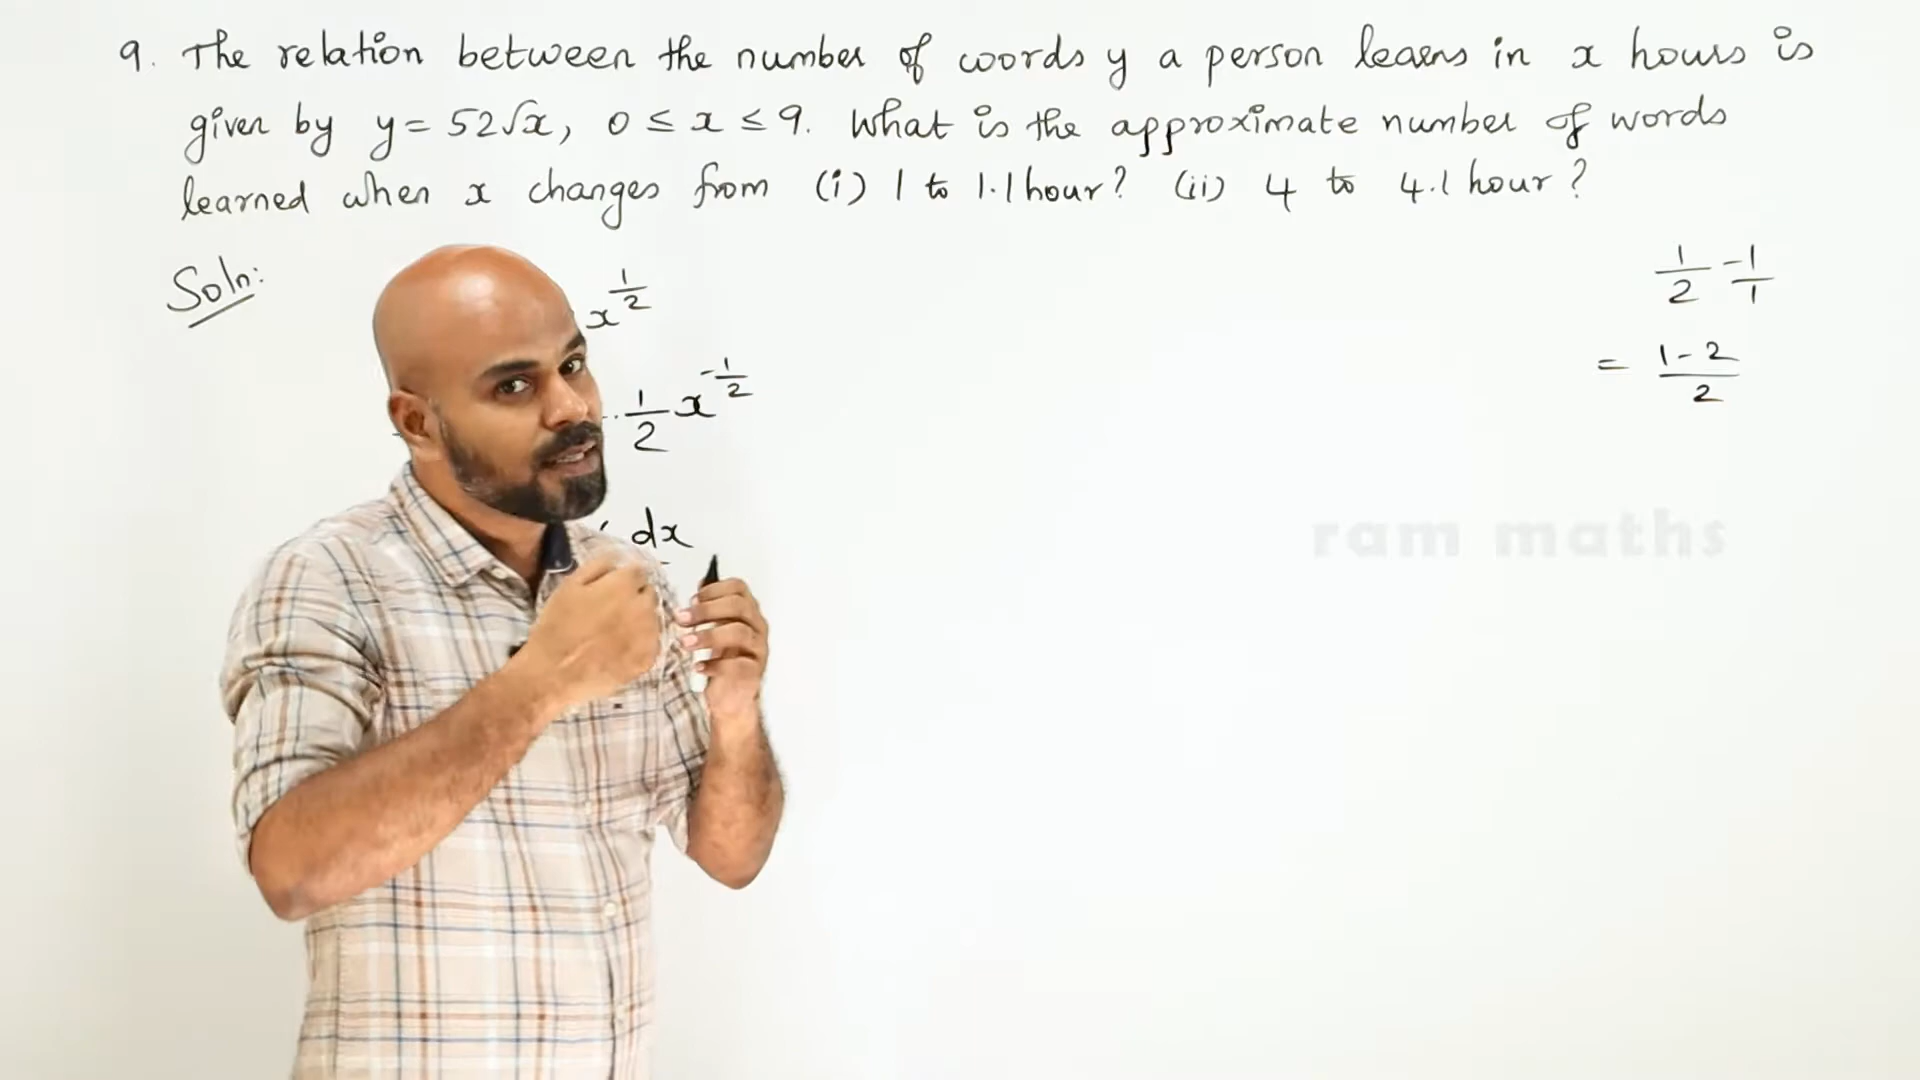 9. The relation between the number of words y a person learns in x hours is
given by y = 52√x, 0 ≤ x ≤ 9. What is the approximate number of words
learned when x changes from (i) 1 to 1.1 hour? (ii) 4 to 4.1 hour?
Soln:
x^(1/2)
. 1/2 x^(-1/2)
dx
1/2 -1/1
= (1-2)/2
ram maths